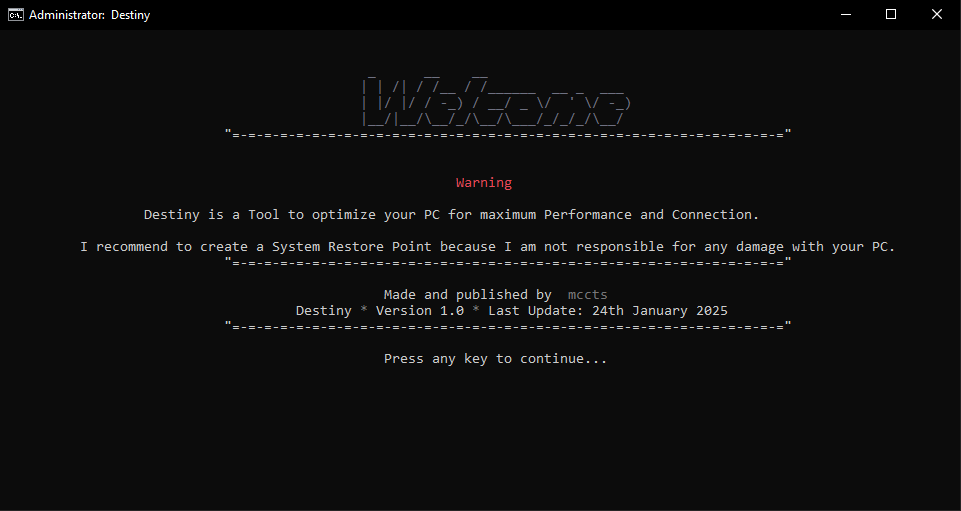 Administrator: Destiny
Welcome
"=-=-=-=-=-=-=-=-=-=-=-=-=-=-=-=-=-=-=-=-=-=-=-=-=-=-=-=-=-=-=-=-=-=-="
Warning
Destiny is a Tool to optimize your PC for maximum Performance and Connection.
I recommend to create a System Restore Point because I am not responsible for any damage with your PC.
"=-=-=-=-=-=-=-=-=-=-=-=-=-=-=-=-=-=-=-=-=-=-=-=-=-=-=-=-=-=-=-=-=-=-="
Made and published by  mccts
Destiny * Version 1.0 * Last Update: 24th January 2025
"=-=-=-=-=-=-=-=-=-=-=-=-=-=-=-=-=-=-=-=-=-=-=-=-=-=-=-=-=-=-=-=-=-=-="
Press any key to continue...